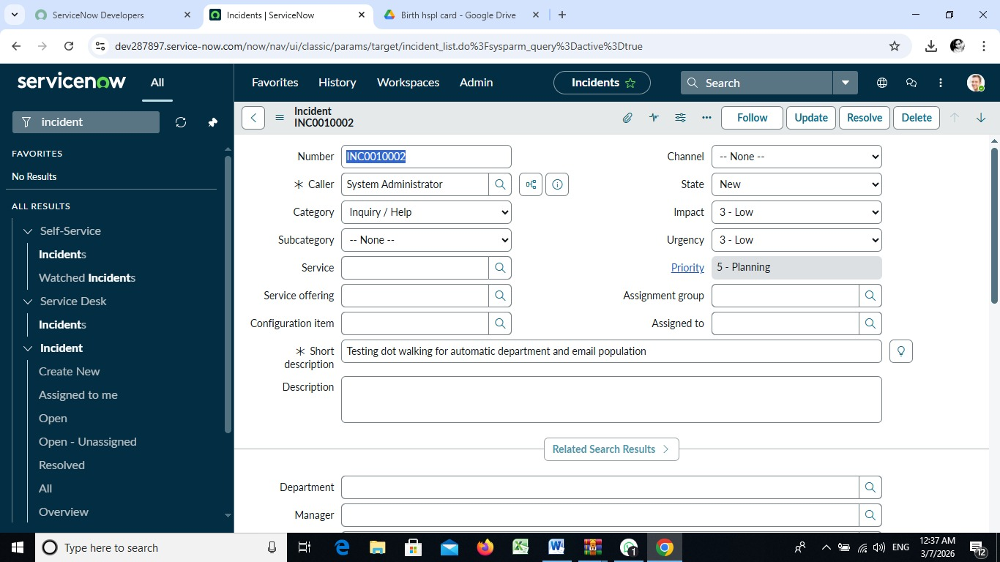 ServiceNow Developers
Incidents | ServiceNow
Birth hspl card - Google Drive
dev287897.service-now.com/now/nav/ui/classic/params/target/incident_list.do%3Fsysparm_query%3Dactive%3Dtrue
servicenow
All
Favorites
History
Workspaces
Admin
Incidents
Search
incident
FAVORITES
No Results
ALL RESULTS
Self-Service
Incidents
Watched Incidents
Service Desk
Incidents
Incident
Create New
Assigned to me
Open
Open - Unassigned
Resolved
All
Overview
Incident
INC0010002
Follow
Update
Resolve
Delete
Number
INC0010002
Channel
-- None --
Caller
System Administrator
State
New
Category
Inquiry / Help
Impact
3 - Low
Subcategory
-- None --
Urgency
3 - Low
Service
Priority
5 - Planning
Service offering
Assignment group
Configuration item
Assigned to
Short
description
Testing dot walking for automatic department and email population
Description
Related Search Results
Department
Manager
Type here to search
1
ENG
12:37 AM
3/7/2026
12